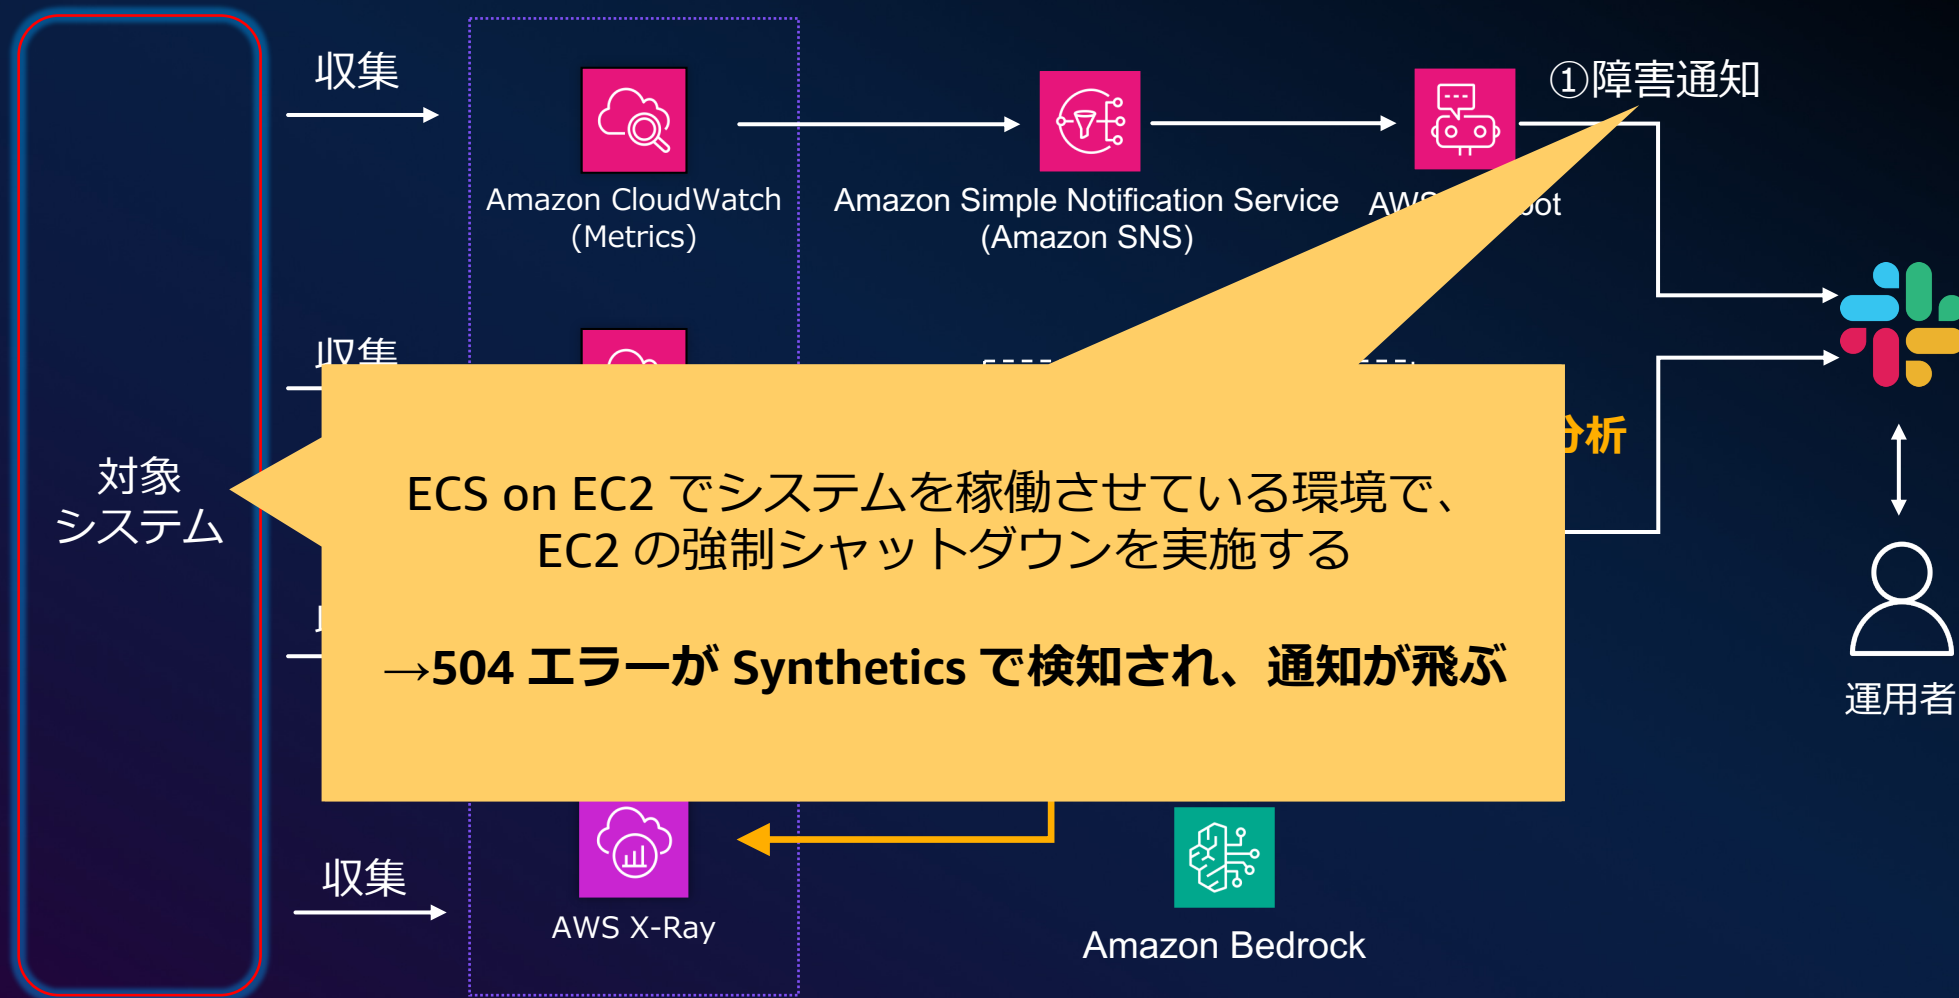 収集
①障害通知
Amazon CloudWatch
(Metrics)
Amazon Simple Notification Service
(Amazon SNS)
収集
分析
対象
システム
ECS on EC2 でシステムを稼働させている環境で、
EC2 の強制シャットダウンを実施する
→504 エラーが Synthetics で検知され、通知が飛ぶ
運用者
収集
AWS X-Ray
Amazon Bedrock